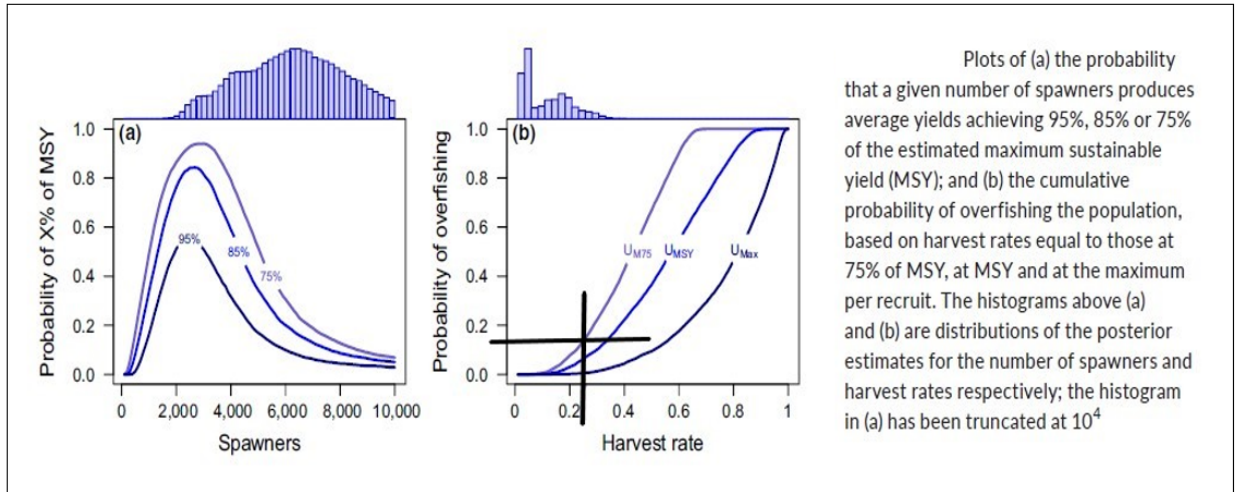 (a)
Probability of X% of MSY
1.0
0.8
0.6
0.4
0.2
0.0
95%
85%
75%
0 2,000 4,000 6,000 8,000 10,000
Spawners
(b)
Probability of overfishing
1.0
0.8
0.6
0.4
0.2
0.0
UM75 UMSY UMax
0 0.2 0.4 0.6 0.8 1
Harvest rate
Plots of (a) the probability
that a given number of spawners produces
average yields achieving 95%, 85% or 75%
of the estimated maximum sustainable
yield (MSY); and (b) the cumulative
probability of overfishing the population,
based on harvest rates equal to those at
75% of MSY, at MSY and at the maximum
per recruit. The histograms above (a)
and (b) are distributions of the posterior
estimates for the number of spawners and
harvest rates respectively; the histogram
in (a) has been truncated at 10⁴